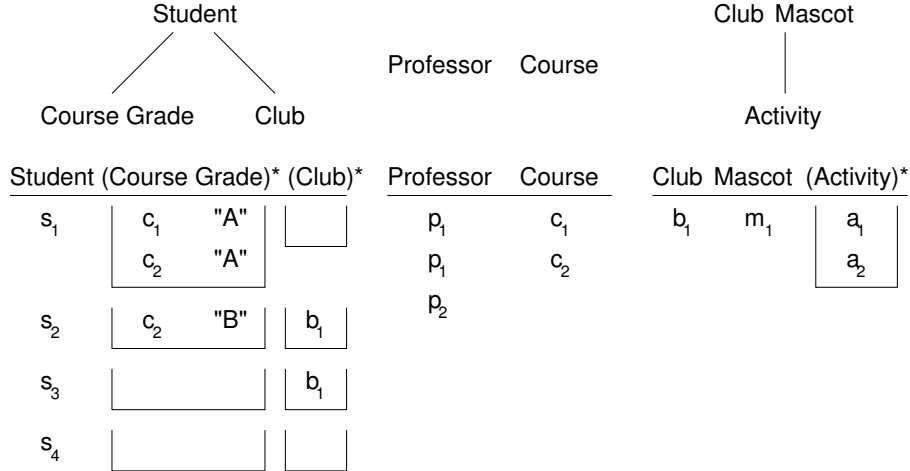 Student
Club Mascot
Professor Course
Course Grade Club
Activity
Student (Course Grade)* (Club)* Professor Course Club Mascot (Activity)*
s1 c1 "A" p1 c1 b1 m1 a1
c2 "A" p1 c2 a2
p2
s2 c2 "B" b1
s3 b1
s4